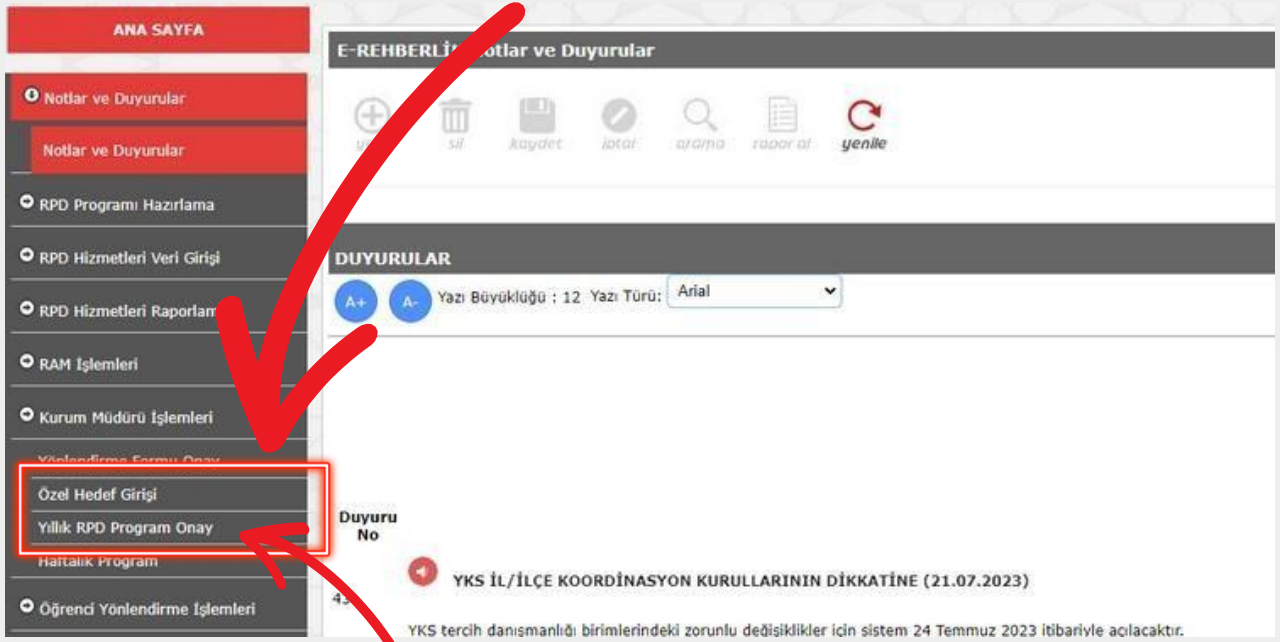 ANA SAYFA
Notlar ve Duyurular
Notlar ve Duyurular
RPD Programı Hazırlama
RPD Hizmetleri Veri Girişi
RPD Hizmetleri
RAM İşlemleri
Kurum Müdürü İşlemleri
Yönlendirme Formu Onay
Özel Hedef Girişi
Yıllık RPD Program Onay
Haftalık Program
Öğrenci Yönlendirme İşlemleri
ve Duyurular
sil kaydet iptal arama rapor al yenile
DUYURULAR
A+ A- Yazı Büyüklüğü : 12 Yazı Türü: Arial
Duyuru
No
YKS İL/İLÇE KOORDİNASYON KURULLARININ DİKKATİNE (21.07.2023)
YKS tercih danışmanlığı birimlerindeki zorunlu değişiklikler için sistem 24 Temmuz 2023 itibariyle açılacaktır.